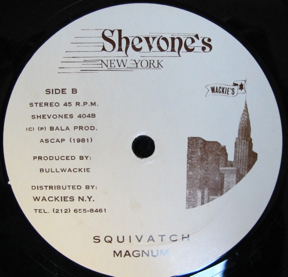 Shevone's
NEW YORK
WACKIE'S
SIDE B
STEREO 45 R.P.M.
SHEVONES 404B
(C) (P) BALA PROD.
ASCAP (1981)
PRODUCED BY:
BULLWACKIE
DISTRIBUTED BY:
WACKIES N.Y.
TEL. (212) 655-8461
SQUIVATCH
MAGNUM